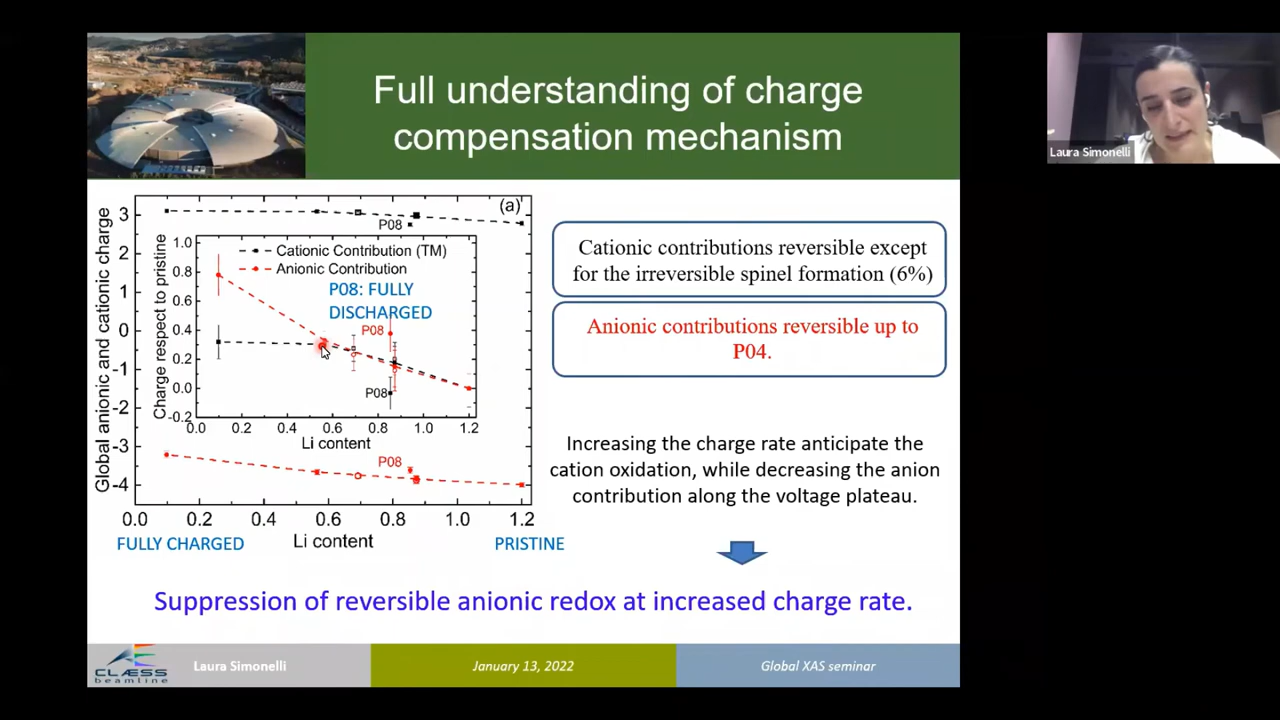 Full understanding of charge
compensation mechanism
Laura Simonelli
(a)
Global anionic and cationic charge
3
2
1
0
-1
-2
-3
-4
P08
Charge respect to pristine
1.0
0.8
0.6
0.4
0.2
0.0
-0.2
Cationic Contribution (TM)
Anionic Contribution
P08: FULLY
DISCHARGED
P08
P08
0.0 0.2 0.4 0.6 0.8 1.0 1.2
Li content
P08
0.0 0.2 0.4 0.6 0.8 1.0 1.2
FULLY CHARGED Li content PRISTINE
Cationic contributions reversible except
for the irreversible spinel formation (6%)
Anionic contributions reversible up to
P04.
Increasing the charge rate anticipate the
cation oxidation, while decreasing the anion
contribution along the voltage plateau.
Suppression of reversible anionic redox at increased charge rate.
CLÆSS
beamline
Laura Simonelli
January 13, 2022
Global XAS seminar